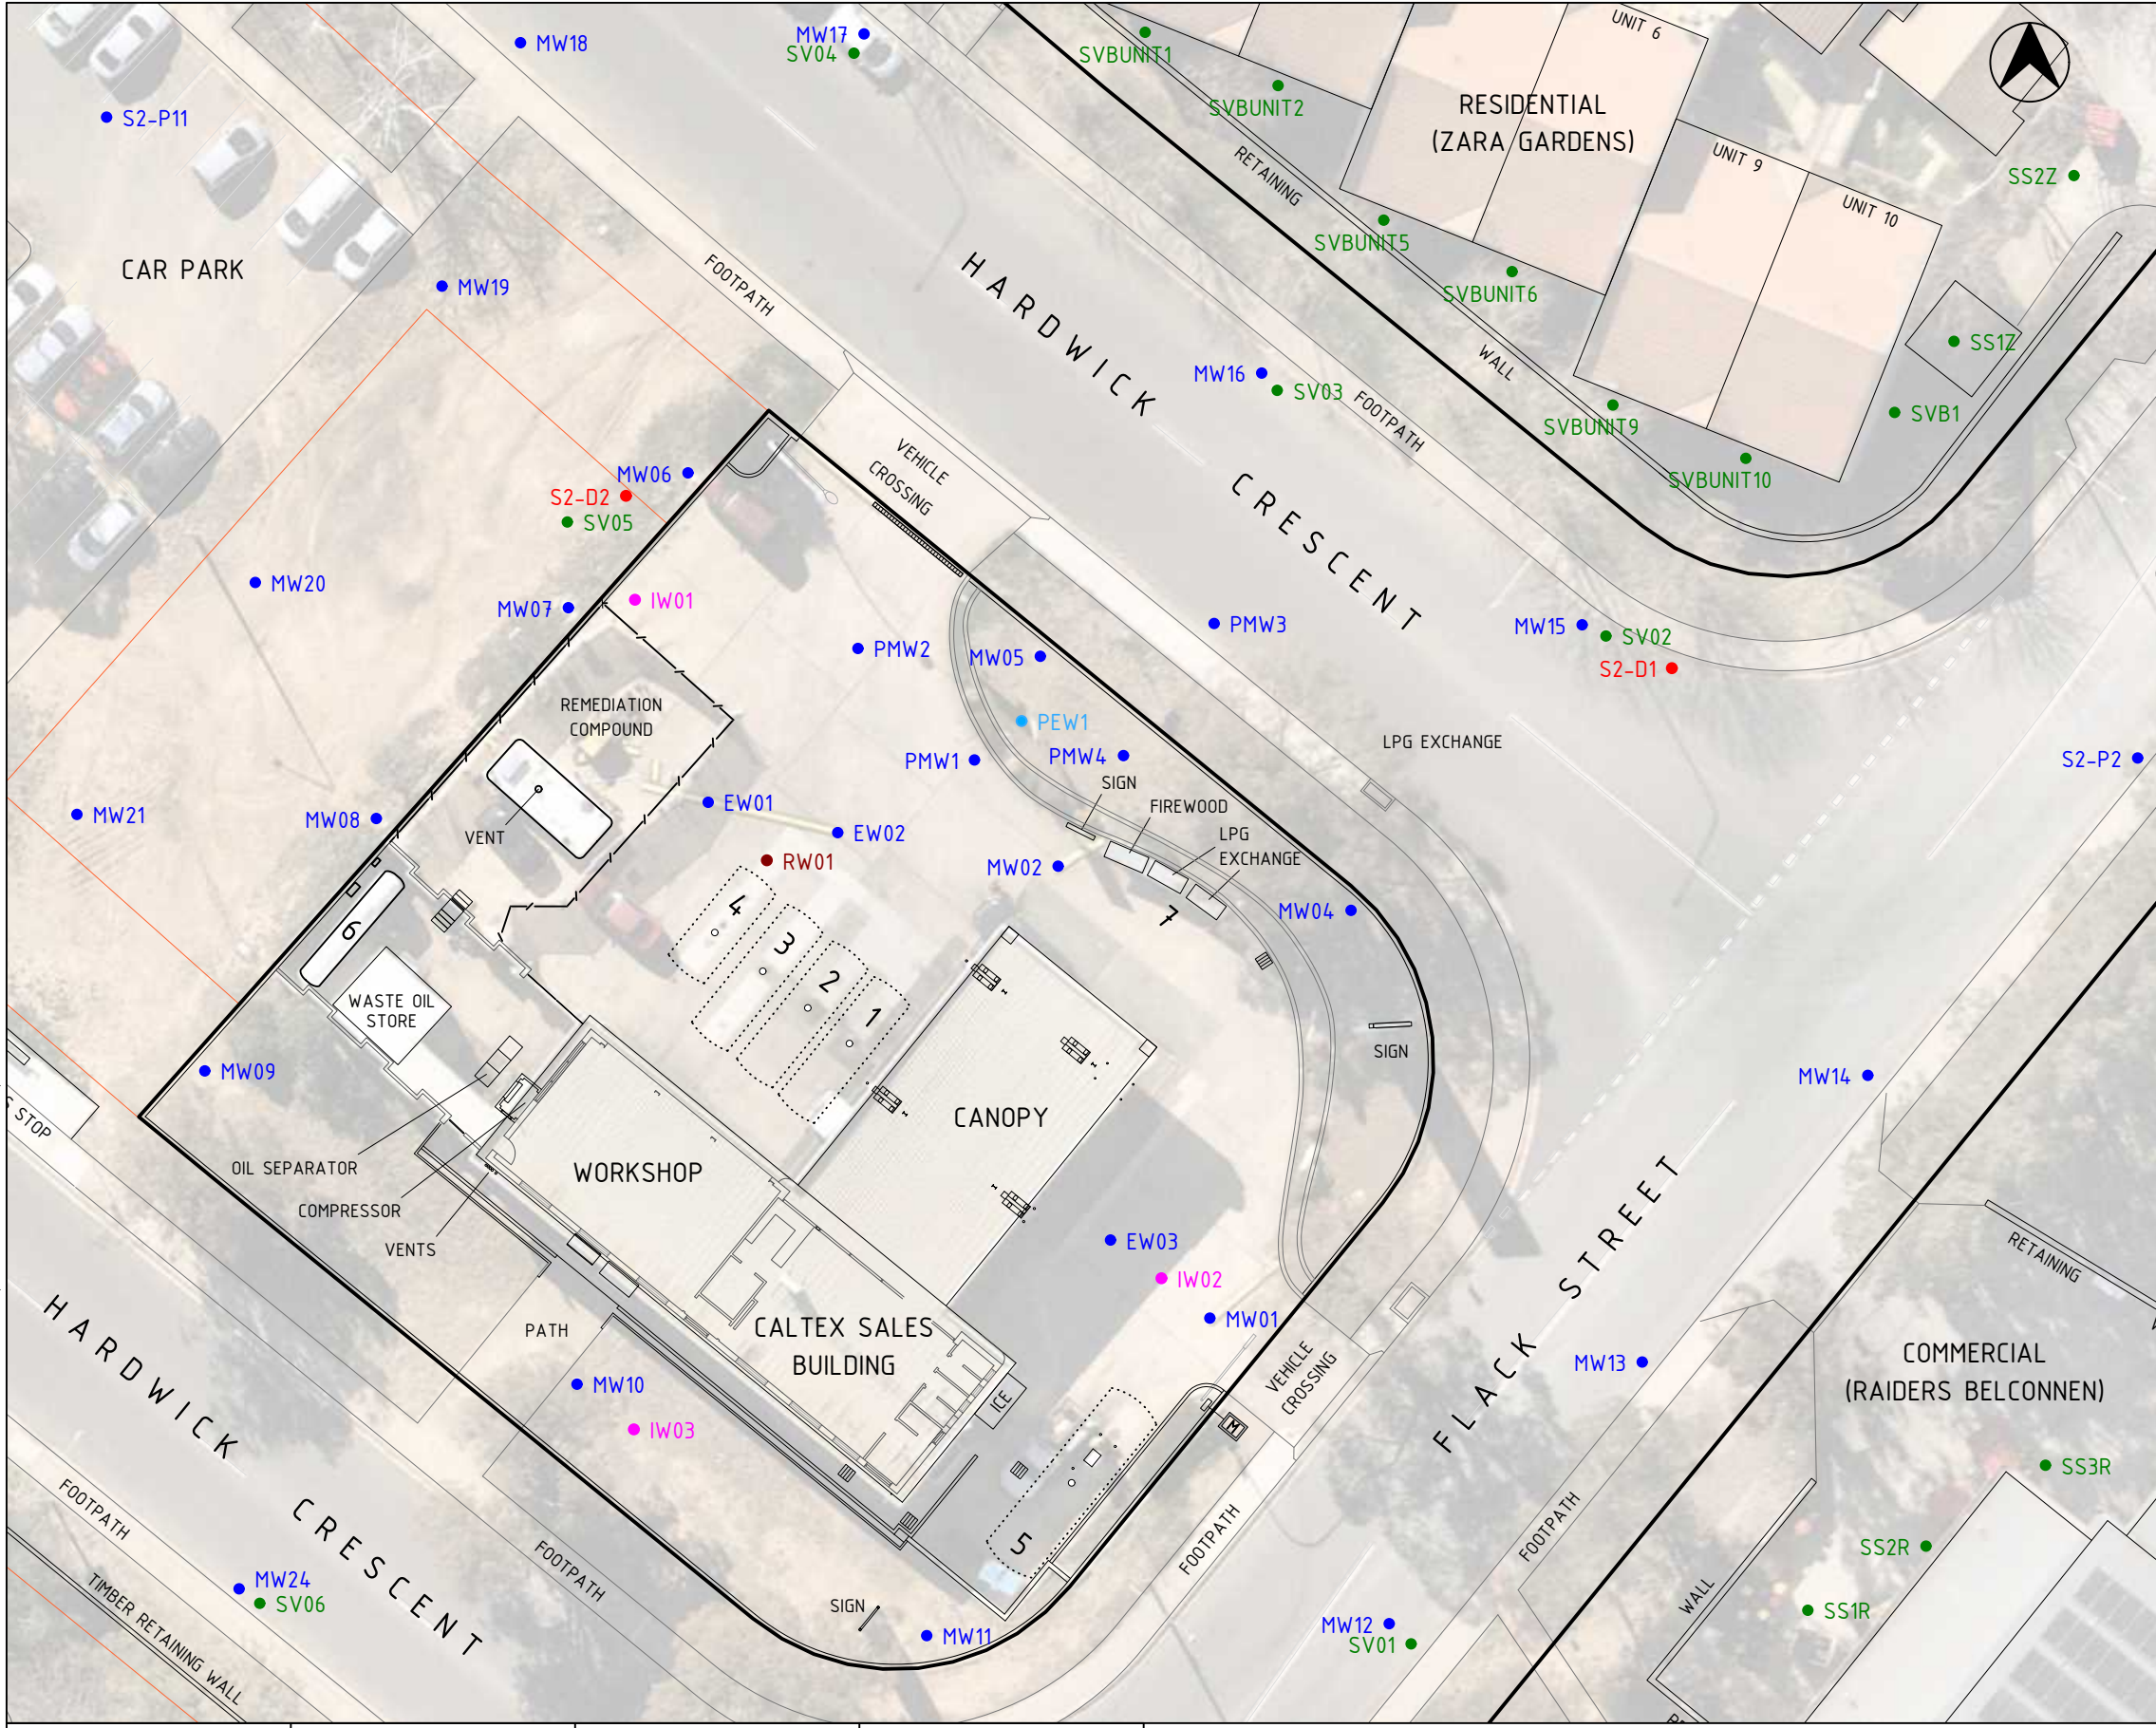 MW18
MW17
SV04
SVBUNIT1
UNIT 6
SVBUNIT2
RESIDENTIAL
(ZARA GARDENS)
S2-P11
UNIT 9
RETAINING
SS2Z
UNIT 10
SVBUNIT5
CAR PARK
MW19
FOOTPATH
HARDWICK
SVBUNIT6
SS1Z
WALL
MW16
SV03
FOOTPATH
SVBUNIT9
SVB1
VEHICLE
CROSSING
MW06
S2-D2
SV05
SVBUNIT10
CRESCENT
MW20
MW07
IW01
PMW3
MW15
SV02
PMW2
MW05
S2-D1
REMEDIATION
COMPOUND
PEW1
LPG EXCHANGE
PMW1
PMW4
S2-P2
SIGN
EW01
FIREWOOD
MW21
MW08
VENT
EW02
LPG
EXCHANGE
RW01
MW02
4
3
2
1
6
7
MW04
WASTE OIL
STORE
SIGN
MW09
MW14
S STOP
CANOPY
OIL SEPARATOR
WORKSHOP
COMPRESSOR
VENTS
EW03
IW02
FLACK STREET
RETAINING
HARDWICK
PATH
CALTEX SALES
BUILDING
MW01
VEHICLE
CROSSING
MW13
COMMERCIAL
(RAIDERS BELCONNEN)
MW10
ICE
IW03
M
SS3R
FOOTPATH
CRESCENT
5
FOOTPATH
FOOTPATH
SS2R
FOOTPATH
MW24
SV06
TIMBER RETAINING WALL
SIGN
MW11
MW12
SV01
WALL
SS1R